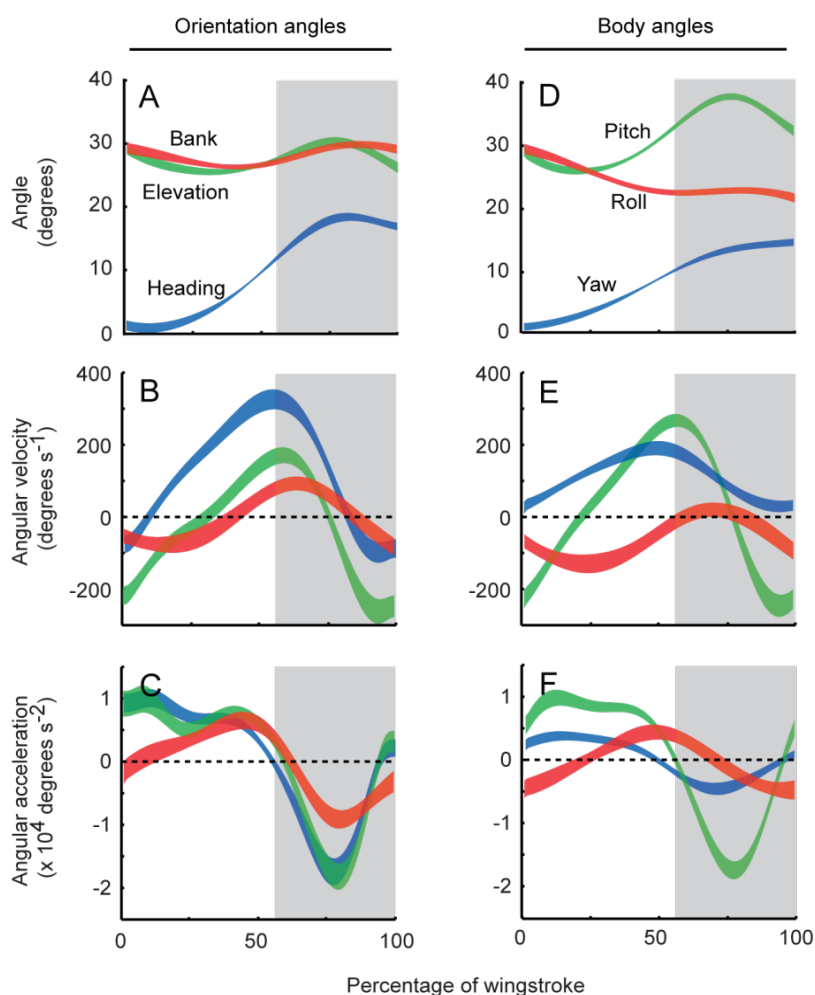 Orientation angles
Body angles
A
D
40
30
20
10
0
Angle
(degrees)
Bank
Elevation
Heading
40
30
20
10
0
Pitch
Roll
Yaw
B
E
400
200
0
-200
Angular velocity
(degrees s-1)
400
200
0
-200
C
F
1
0
-1
-2
Angular acceleration
(x 104 degrees s-2)
1
0
-1
-2
0
50
100
0
50
100
Percentage of wingstroke